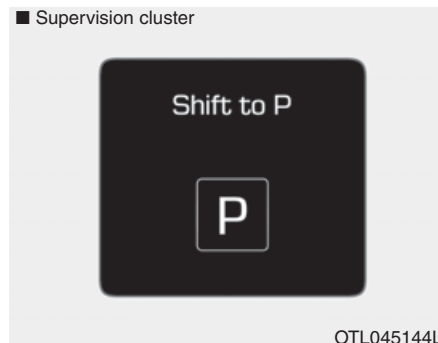 ■ Supervision cluster
Shift to P
P
OTL045144L